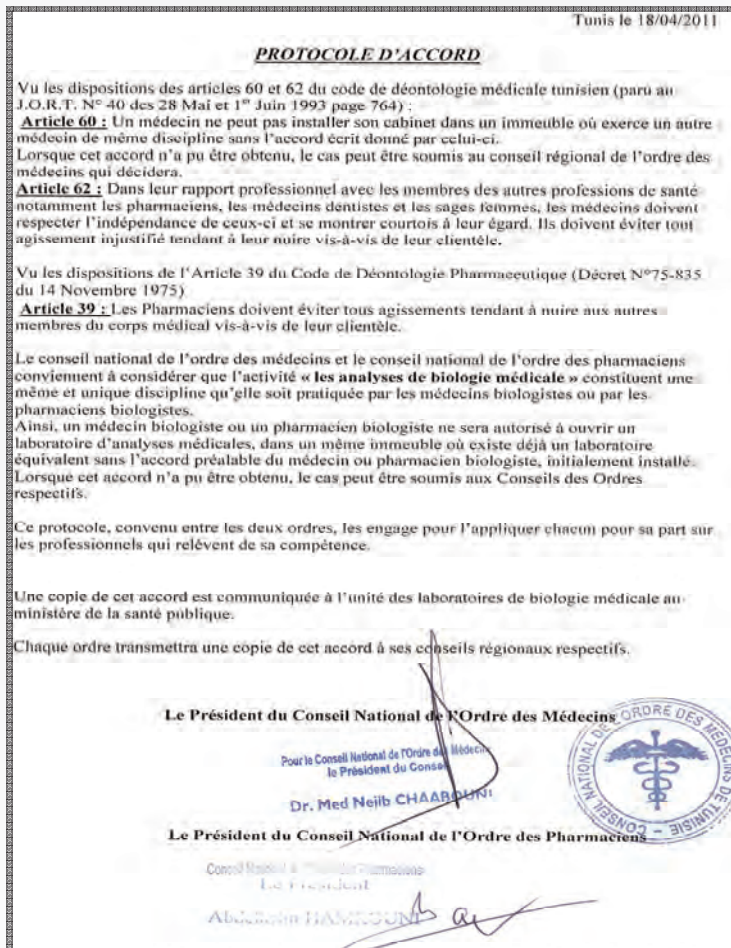 Tunis le 18/04/2011
PROTOCOLE D'ACCORD
Vu les dispositions des articles 60 et 62 du code de déontologie médicale tunisien (paru au
J.O.R.T. N° 40 des 28 Mai et 1er Juin 1993 page 764) :
Article 60 : Un médecin ne peut pas installer son cabinet dans un immeuble où exerce un autre
médecin de même discipline sans l'accord écrit donné par celui-ci.
Lorsque cet accord n'a pu être obtenu, le cas peut être soumis au conseil régional de l'ordre des
médecins qui décidera.
Article 62 : Dans leur rapport professionnel avec les membres des autres professions de santé
notamment les pharmaciens, les médecins dentistes et les sages femmes, les médecins doivent
respecter l'indépendance de ceux-ci et se montrer courtois à leur égard. Ils doivent éviter tout
agissement injustifié tendant à leur nuire vis-à-vis de leur clientèle.
Vu les dispositions de l'Article 39 du Code de Déontologie Pharmaceutique (Décret N°75-835
du 14 Novembre 1975)
Article 39 : Les Pharmaciens doivent éviter tous agissements tendant à nuire aux autres
membres du corps médical vis-à-vis de leur clientèle.
Le conseil national de l'ordre des médecins et le conseil national de l'ordre des pharmaciens
conviennent à considérer que l'activité « les analyses de biologie médicale » constituent une
même et unique discipline qu'elle soit pratiquée par les médecins biologistes ou par les
pharmaciens biologistes.
Ainsi, un médecin biologiste ou un pharmacien biologiste ne sera autorisé à ouvrir un
laboratoire d'analyses médicales, dans un même immeuble où existe déjà un laboratoire
équivalent sans l'accord préalable du médecin ou pharmacien biologiste, initialement installé.
Lorsque cet accord n'a pu être obtenu, le cas peut être soumis aux Conseils des Ordres
respectifs.
Ce protocole, convenu entre les deux ordres, les engage pour l'appliquer chacun pour sa part sur
les professionnels qui relèvent de sa compétence.
Une copie de cet accord est communiquée à l'unité des laboratoires de biologie médicale au
ministère de la santé publique.
Chaque ordre transmettra une copie de cet accord à ses conseils régionaux respectifs.
Le Président du Conseil National de l'Ordre des Médecins
CONSEIL NATIONAL DE L'ORDRE DES MÉDECINS DE TUNISIE
Pour le Conseil National de l'Ordre des Médecins
le Président du Conseil
Dr. Med Nejib CHAABOUNI
Le Président du Conseil National de l'Ordre des Pharmaciens
Conseil National Pharmaciens
Le Président
HAMROUNI